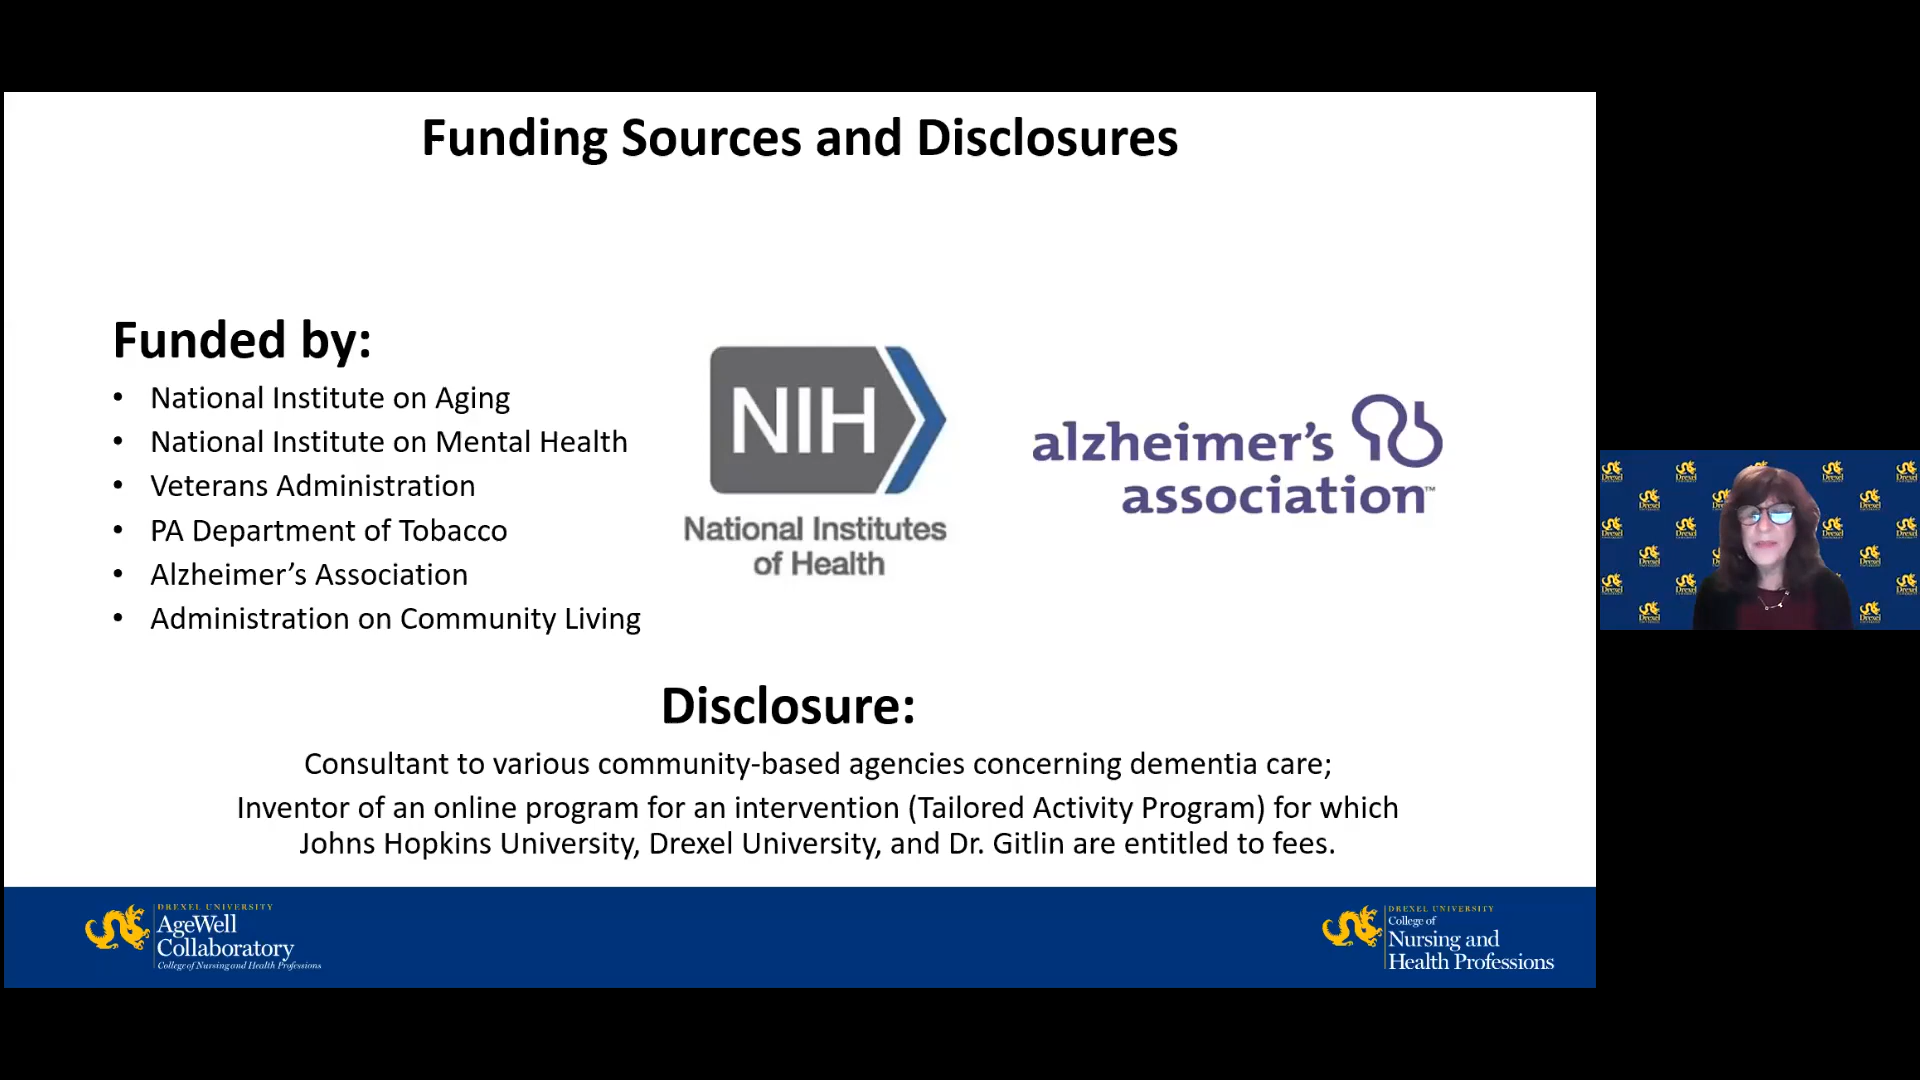 Funding Sources and Disclosures
Funded by:
• National Institute on Aging
• National Institute on Mental Health
• Veterans Administration
• PA Department of Tobacco
• Alzheimer’s Association
• Administration on Community Living
NIH
National Institutes
of Health
alzheimer’s
association™
Disclosure:
Consultant to various community-based agencies concerning dementia care;
Inventor of an online program for an intervention (Tailored Activity Program) for which
Johns Hopkins University, Drexel University, and Dr. Gitlin are entitled to fees.
DREXEL UNIVERSITY
AgeWell
Collaboratory
College of Nursing and Health Professions
DREXEL UNIVERSITY
College of
Nursing and
Health Professions
Drexel